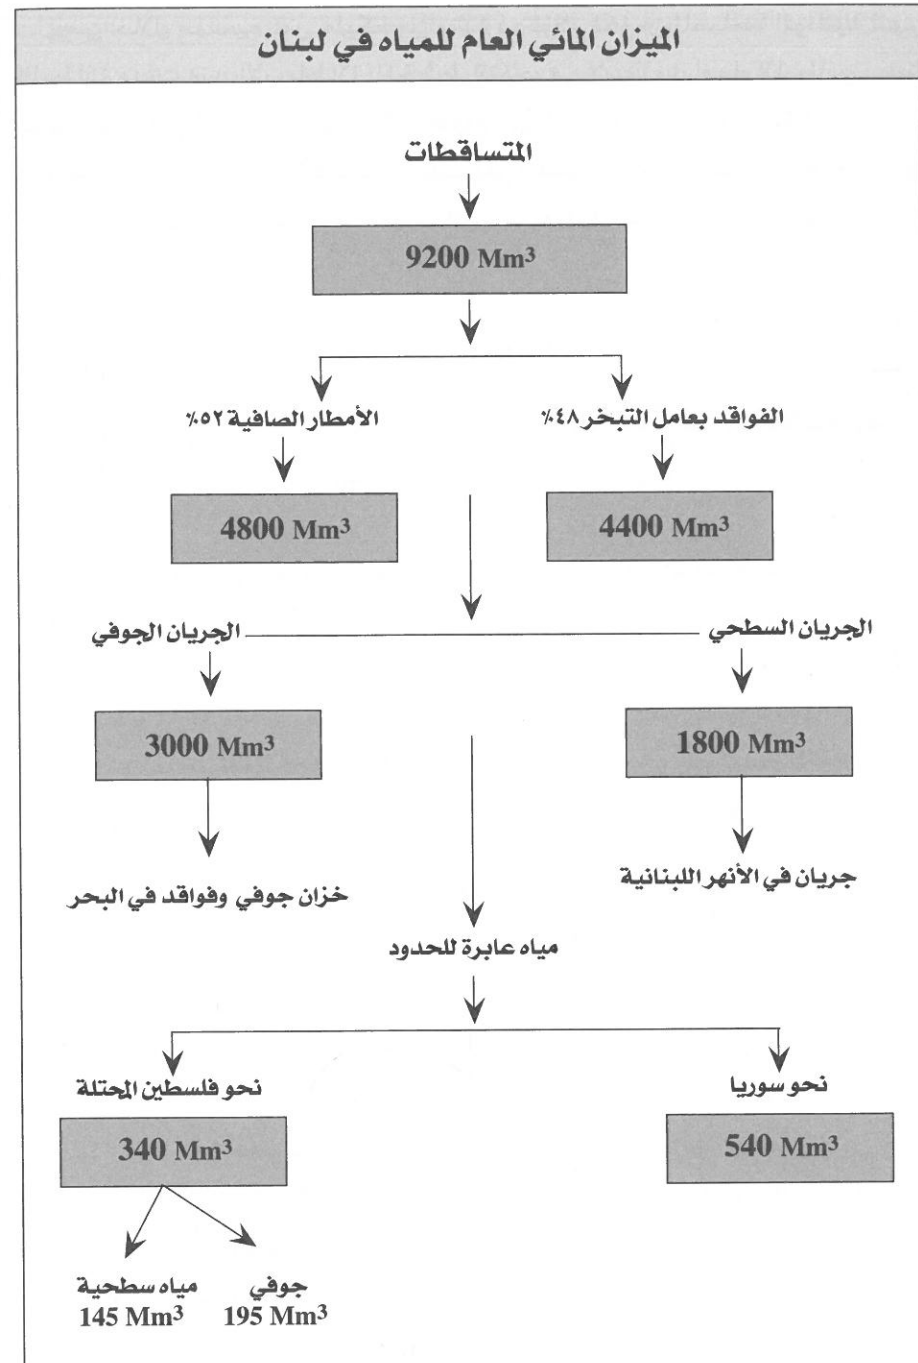 الميزان المائي العام للمياه في لبنان
المتساقطات
9200 Mm³
الفواقد بعامل التبخر ٤٨٪
الأمطار الصافية ٥٢٪
4400 Mm³
4800 Mm³
الجريان السطحي
الجريان الجوفي
1800 Mm³
3000 Mm³
جريان في الأنهر اللبنانية
خزان جوفي وفواقد في البحر
مياه عابرة للحدود
نحو سوريا
نحو فلسطين المحتلة
540 Mm³
340 Mm³
جوفي
195 Mm³
مياه سطحية
145 Mm³